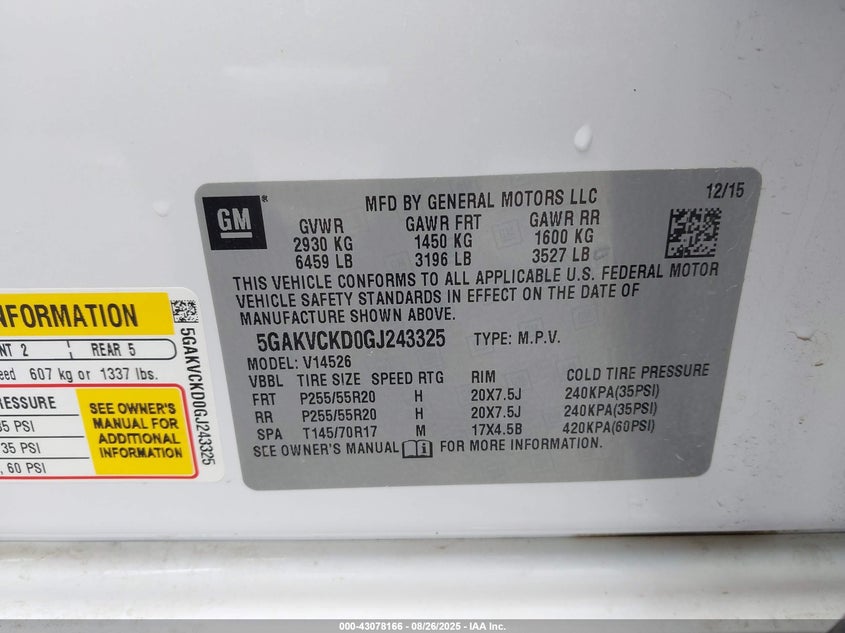 GM®
MFD BY GENERAL MOTORS LLC
12/15
GVWR GAWR FRT GAWR RR
2930 KG 1450 KG 1600 KG
6459 LB 3196 LB 3527 LB
THIS VEHICLE CONFORMS TO ALL APPLICABLE U.S. FEDERAL MOTOR
VEHICLE SAFETY STANDARDS IN EFFECT ON THE DATE OF
MANUFACTURE SHOWN ABOVE.
5GAKVCKD0GJ243325 TYPE: M.P.V.
MODEL: V14526
VBBL TIRE SIZE SPEED RTG RIM COLD TIRE PRESSURE
FRT P255/55R20 H 20X7.5J 240KPA(35PSI)
RR P255/55R20 H 20X7.5J 240KPA(35PSI)
SPA T145/70R17 M 17X4.5B 420KPA(60PSI)
SEE OWNER'S MANUAL FOR MORE INFORMATION.
NFORMATION
NT 2 REAR 5
eed 607 kg or 1337 lbs.
ESSURE
35 PSI
35 PSI
, 60 PSI
SEE OWNER'S
MANUAL FOR
ADDITIONAL
INFORMATION
5GAKVCKD0GJ243325
000-43078166 - 08/26/2025 - IAA Inc.